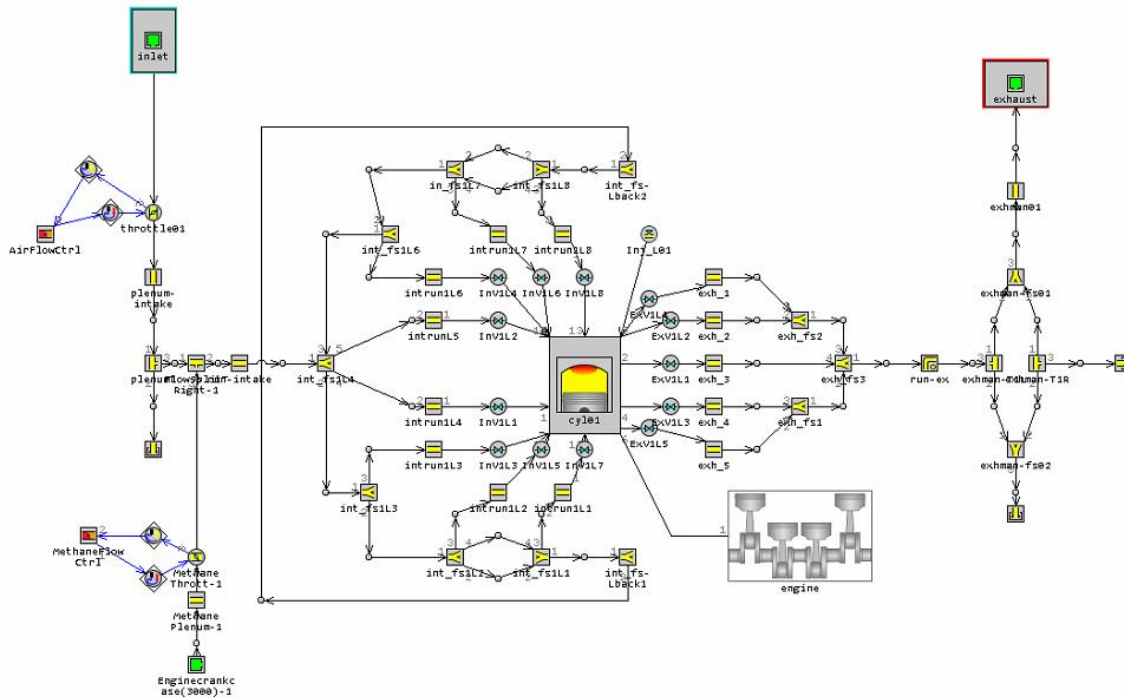 inlet
exhaust
int_fs-
Lback2
in_fs1L7
int_fs1L8
exhman01
throttle01
AirFlowCtrl
int_fs1L6
intrun1L7
intrun1L8
Inj_L01
plenum-
intake
intrun1L6
InV1L4
InV1L6
InV1L8
ExV1L4
exh_1
exhman-fs01
intrunL5
InV1L2
ExV1L2
exh_2
exh_fs2
Right-1
int_fs1L4
ExV1L1
exh_3
exh_fs3
run-ex
exhman-T1R
cyl01
intrun1L4
InV1L1
ExV1L3
exh_4
exh_fs1
ExV1L5
intrun1L3
InV1L3
InV1L5
InV1L7
exh_5
exhman-fs02
int_fs1L3
intrun1L2
intrun1L1
MethaneFlow
Ctrl
Methane
Thrott-1
int_fs1L1
int_fs-
Lback1
engine
Methane
Plenum-1
Enginecrankc
ase(3000)-1